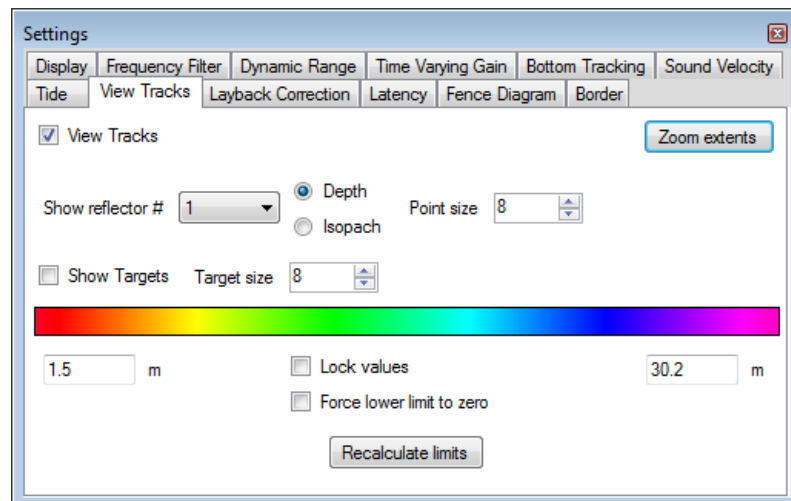 Settings
Display Frequency Filter Dynamic Range Time Varying Gain Bottom Tracking Sound Velocity
Tide View Tracks Layback Correction Latency Fence Diagram Border
View Tracks Zoom extents
Show reflector # 1 Depth Isopach Point size 8
Show Targets Target size 8
1.5 m Lock values 30.2 m
Force lower limit to zero
Recalculate limits